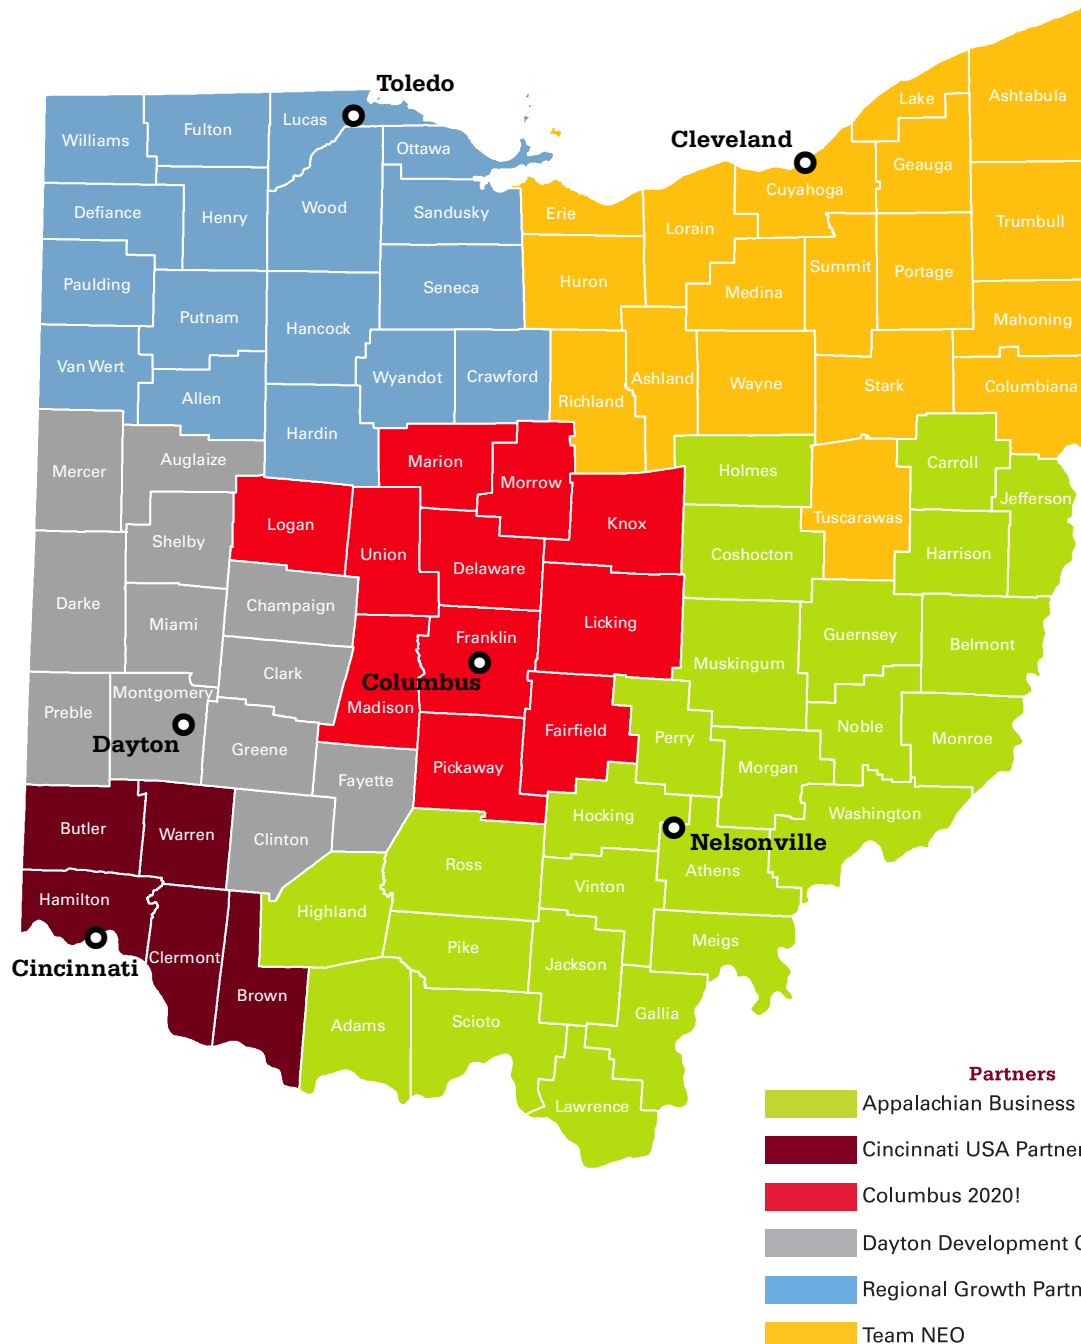 Toledo
Lake
Ashtabula
Williams
Fulton
Lucas
Ottawa
Cleveland
Geauga
Cuyahoga
Defiance
Henry
Wood
Sandusky
Erie
Lorain
Trumbull
Paulding
Putnam
Hancock
Seneca
Huron
Medina
Summit
Portage
Mahoning
Van Wert
Allen
Wyandot
Crawford
Richland
Ashland
Wayne
Stark
Columbiana
Hardin
Mercer
Auglaize
Marion
Morrow
Holmes
Carroll
Jefferson
Logan
Union
Knox
Tuscarawas
Shelby
Delaware
Coshocton
Harrison
Darke
Miami
Champaign
Licking
Franklin
Guernsey
Belmont
Clark
Columbus
Muskingum
Preble
Montgomery
Madison
Dayton
Greene
Fairfield
Perry
Noble
Monroe
Fayette
Pickaway
Morgan
Butler
Warren
Clinton
Hocking
Washington
Nelsonville
Ross
Athens
Hamilton
Highland
Vinton
Cincinnati
Clermont
Pike
Jackson
Meigs
Brown
Adams
Scioto
Gallia
Lawrence
Partners
Appalachian Business
Cincinnati USA Partner
Columbus 2020!
Dayton Development
Regional Growth Partn
Team NEO